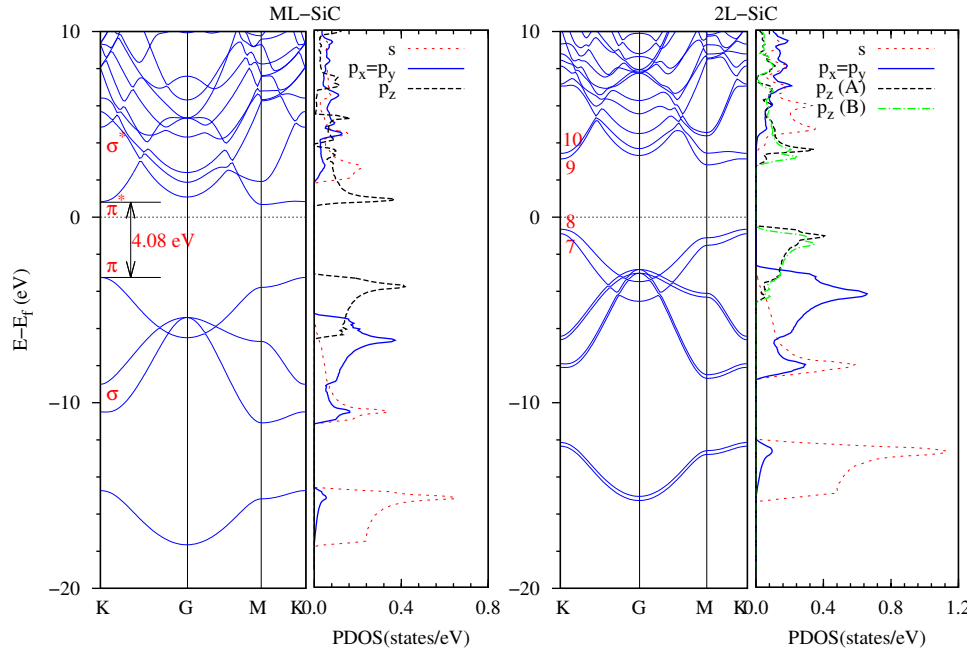 ML−SiC
2L−SiC
10
0
−10
−20
E−E_f (eV)
σ*
π*
4.08 eV
π
σ
K G M K
s
p_x=p_y
p_z
0.0 0.4 0.8
PDOS(states/eV)
10
0
−10
−20
10
9
8
7
K G M K
s
p_x=p_y
p_z (A)
p_z (B)
0.0 0.4 0.8 1.2
PDOS(states/eV)